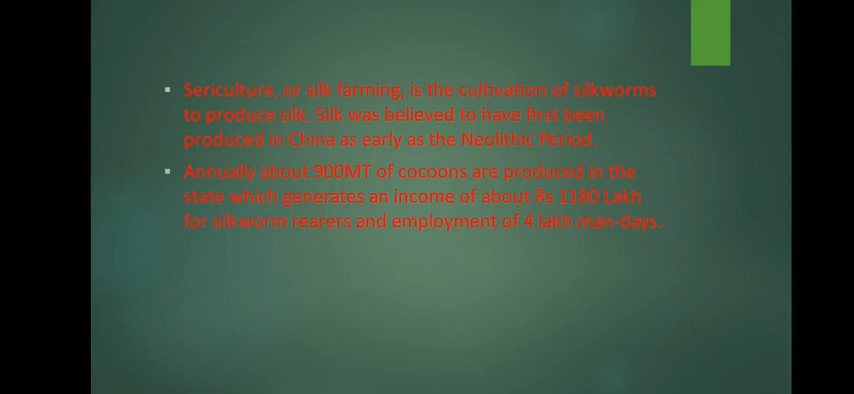 ▪ Sericulture, or silk farming, is the cultivation of silkworms
to produce silk. Silk was believed to have first been
produced in China as early as the Neolithic Period.
▪ Annually about 900MT of cocoons are produced in the
state which generates an income of about Rs 1180 Lakh
for silkworm rearers and employment of 4 lakh man-days.